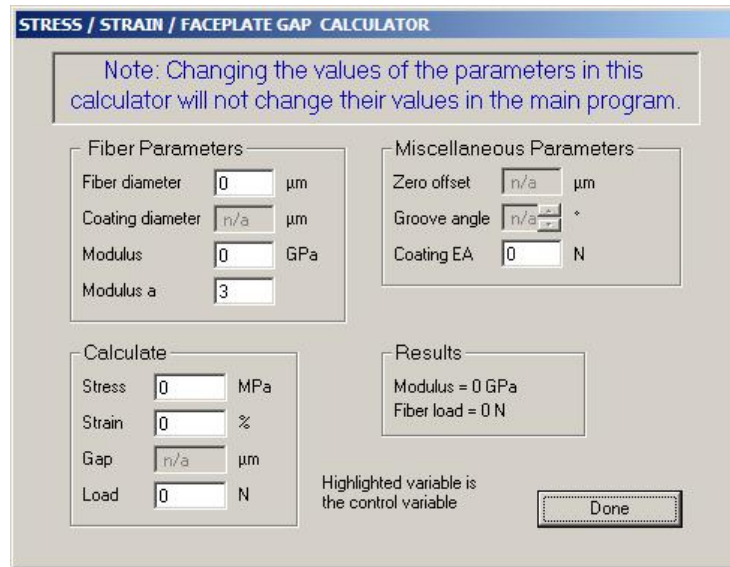 STRESS / STRAIN / FACEPLATE GAP CALCULATOR
Note: Changing the values of the parameters in this
calculator will not change their values in the main program.
Fiber Parameters
Fiber diameter 0 µm
Coating diameter n/a µm
Modulus 0 GPa
Modulus a 3
Miscellaneous Parameters
Zero offset n/a µm
Groove angle n/a °
Coating EA 0 N
Calculate
Stress 0 MPa
Strain 0 %
Gap n/a µm
Load 0 N
Results
Modulus = 0 GPa
Fiber load = 0 N
Highlighted variable is
the control variable
Done